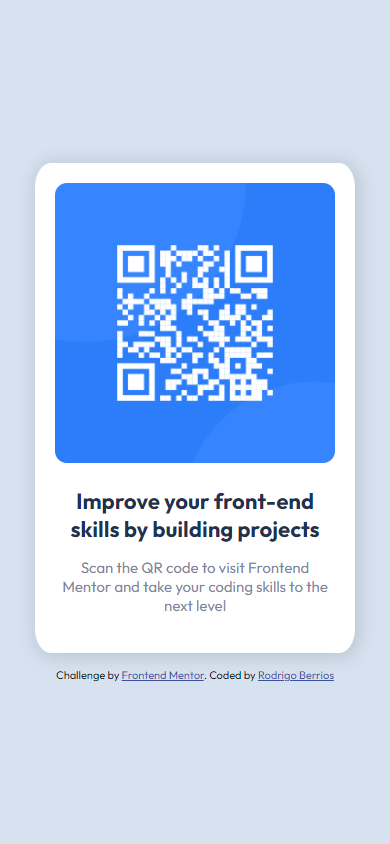 Improve your front-end
skills by building projects
Scan the QR code to visit Frontend
Mentor and take your coding skills to the
next level
Challenge by Frontend Mentor. Coded by Rodrigo Berrios